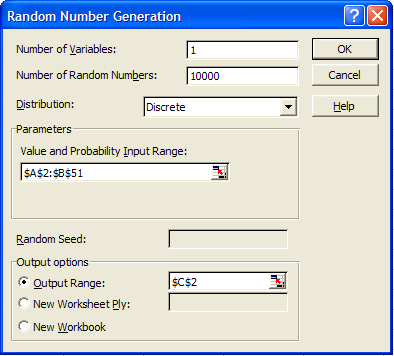 Random Number Generation
Number of Variables: 1 OK
Number of Random Numbers: 10000 Cancel
Distribution: Discrete Help
Parameters
Value and Probability Input Range:
$A$2:$B$51
Random Seed:
Output options
Output Range: $C$2
New Worksheet Ply:
New Workbook